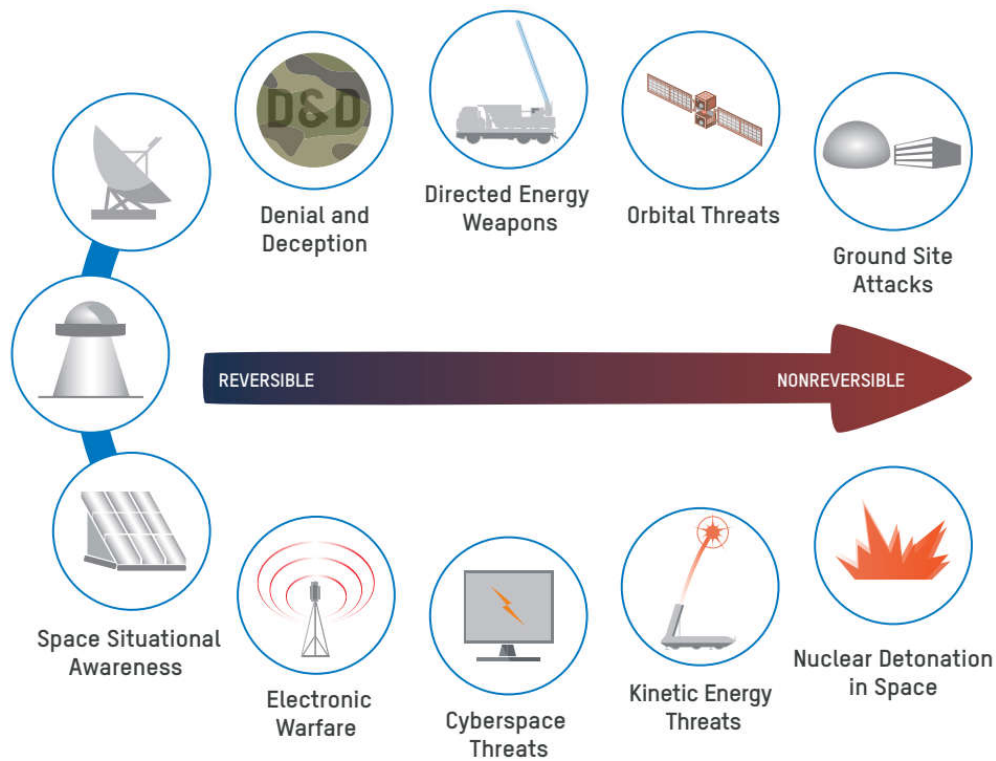 D&D
Denial and
Deception
Directed Energy
Weapons
Orbital Threats
Ground Site
Attacks
REVERSIBLE
NONREVERSIBLE
Space Situational
Awareness
Electronic
Warfare
Cyberspace
Threats
Kinetic Energy
Threats
Nuclear Detonation
in Space